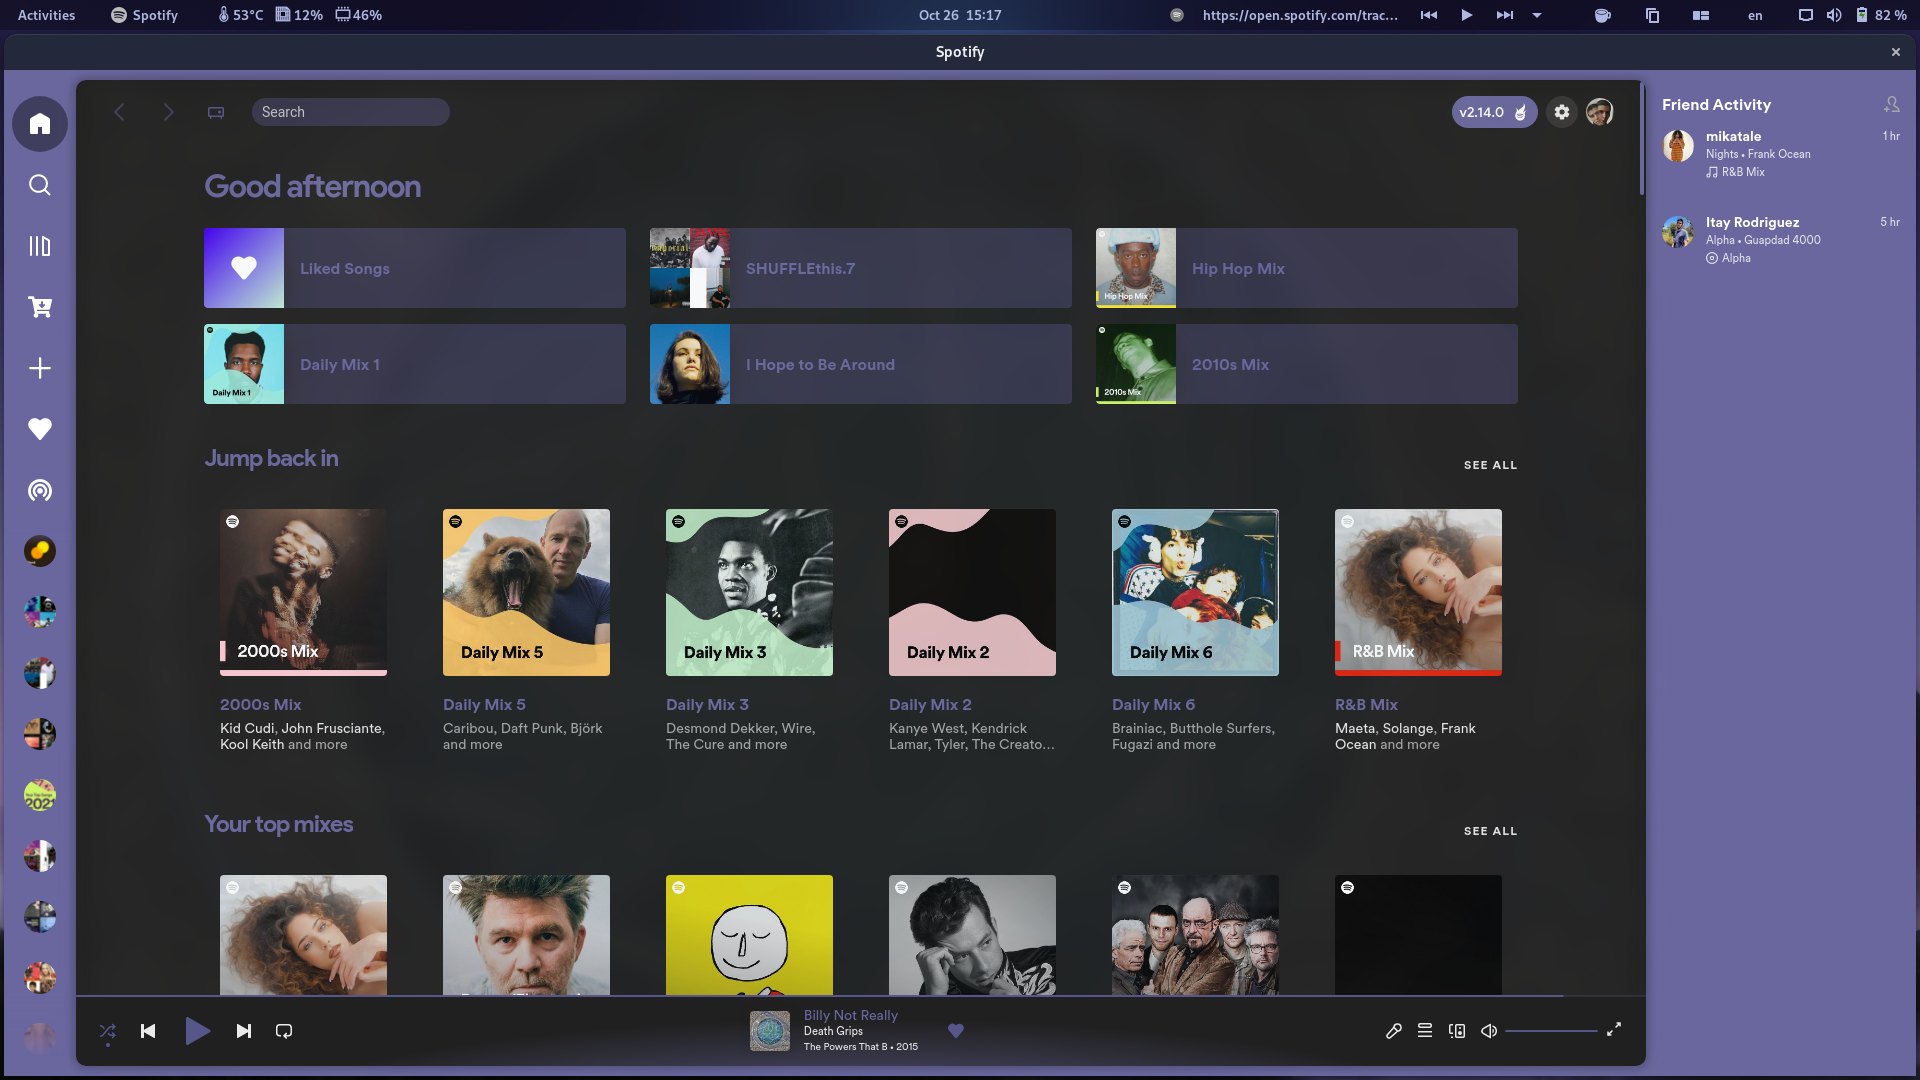 Activities
Spotify
53°C
12%
46%
Oct 26 15:17
https://open.spotify.com/trac...
en
82 %
Spotify
Search
v2.14.0
Good afternoon
Liked Songs
SHUFFLEthis.7
Hip Hop Mix
Hip Hop Mix
Daily Mix 1
Daily Mix 1
I Hope to Be Around
2010s Mix
2010s Mix
Jump back in
SEE ALL
2000s Mix
Daily Mix 5
Daily Mix 3
Daily Mix 2
Daily Mix 6
R&B Mix
2000s Mix
Kid Cudi, John Frusciante,
Kool Keith and more
Daily Mix 5
Caribou, Daft Punk, Björk
and more
Daily Mix 3
Desmond Dekker, Wire,
The Cure and more
Daily Mix 2
Kanye West, Kendrick
Lamar, Tyler, The Creato...
Daily Mix 6
Brainiac, Butthole Surfers,
Fugazi and more
R&B Mix
Maeta, Solange, Frank
Ocean and more
Your top mixes
SEE ALL
Billy Not Really
Death Grips
The Powers That B • 2015
Friend Activity
mikatale
1 hr
Nights • Frank Ocean
R&B Mix
Itay Rodriguez
5 hr
Alpha • Guapdad 4000
Alpha
2021